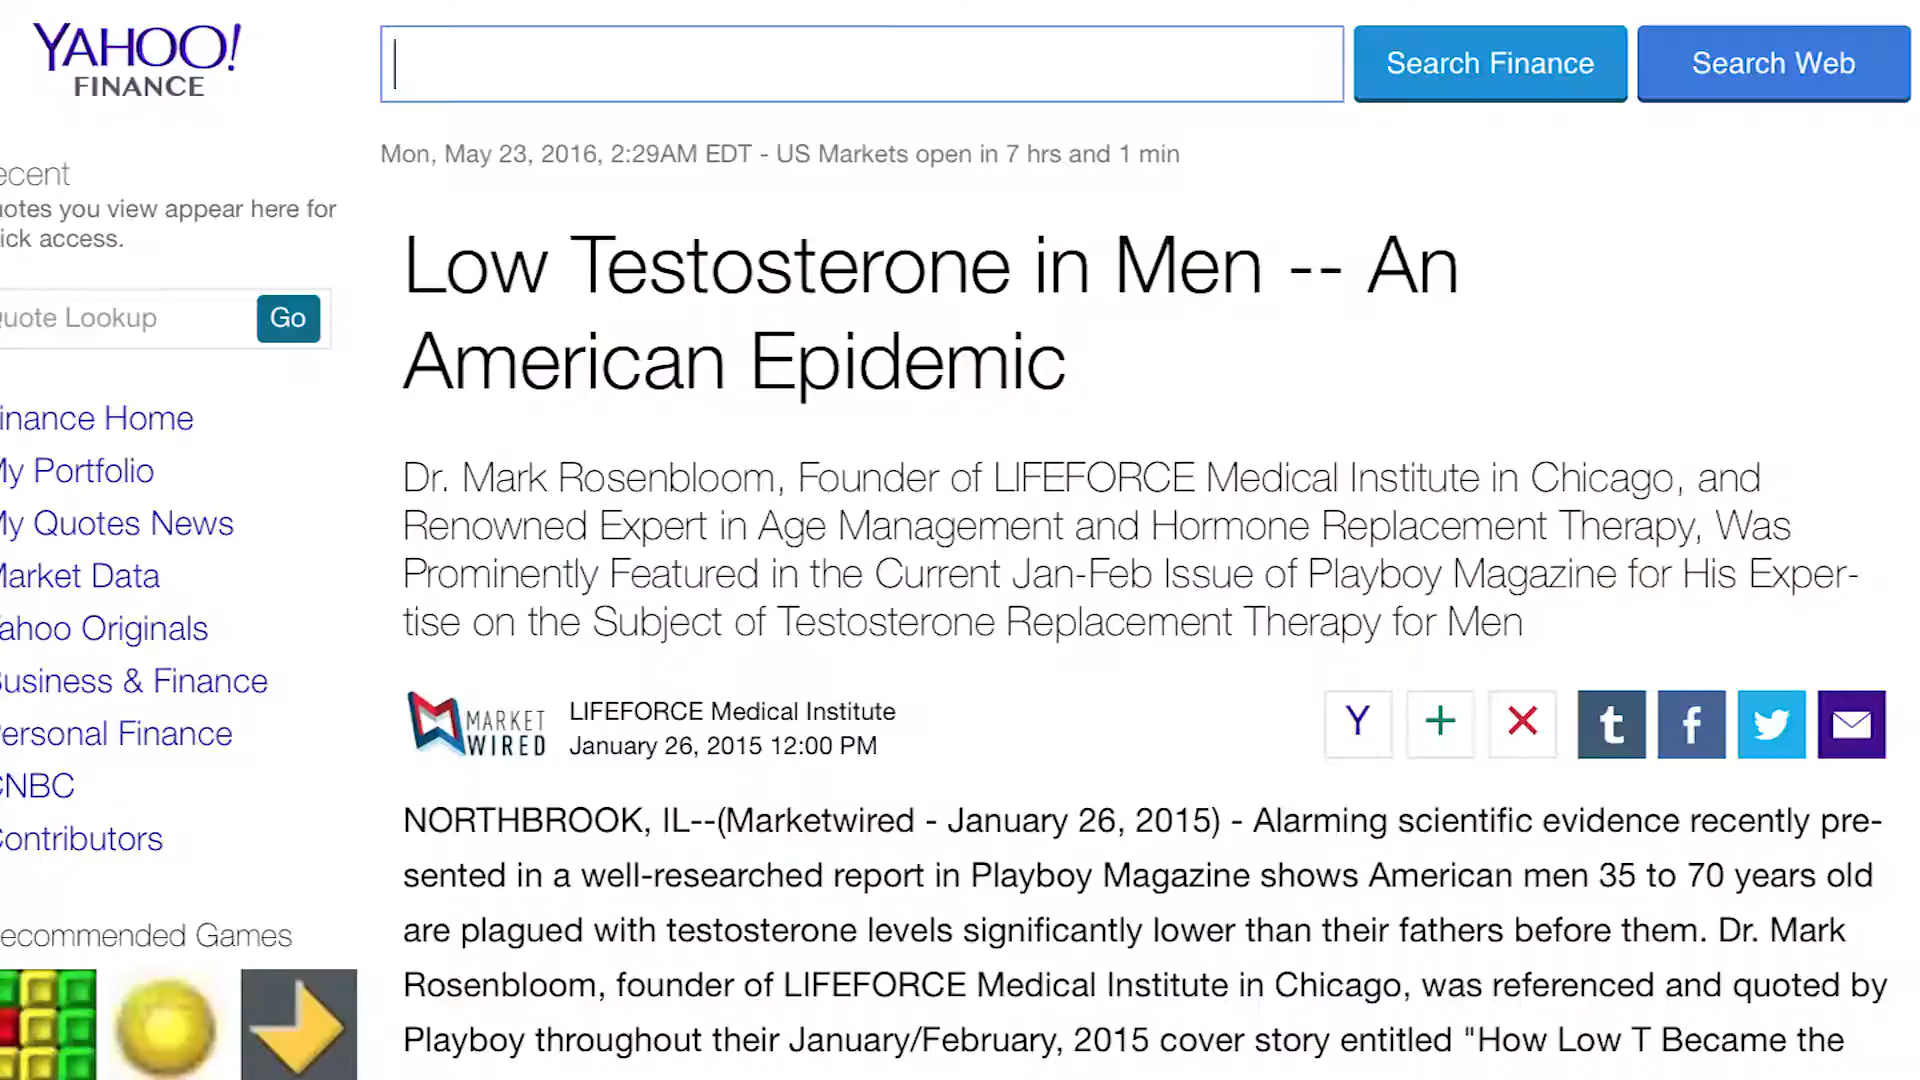 YAHOO!
FINANCE
Search Finance
Search Web
Mon, May 23, 2016, 2:29AM EDT - US Markets open in 7 hrs and 1 min
ecent
uotes you view appear here for
ick access.
uote Lookup
Go
inance Home
My Portfolio
My Quotes News
Market Data
Yahoo Originals
Business & Finance
Personal Finance
CNBC
Contributors
ecommended Games
Low Testosterone in Men -- An
American Epidemic
Dr. Mark Rosenbloom, Founder of LIFEFORCE Medical Institute in Chicago, and
Renowned Expert in Age Management and Hormone Replacement Therapy, Was
Prominently Featured in the Current Jan-Feb Issue of Playboy Magazine for His Exper-
tise on the Subject of Testosterone Replacement Therapy for Men
MARKET
WIRED
LIFEFORCE Medical Institute
January 26, 2015 12:00 PM
Y
t
f
NORTHBROOK, IL--(Marketwired - January 26, 2015) - Alarming scientific evidence recently pre-
sented in a well-researched report in Playboy Magazine shows American men 35 to 70 years old
are plagued with testosterone levels significantly lower than their fathers before them. Dr. Mark
Rosenbloom, founder of LIFEFORCE Medical Institute in Chicago, was referenced and quoted by
Playboy throughout their January/February, 2015 cover story entitled "How Low T Became the